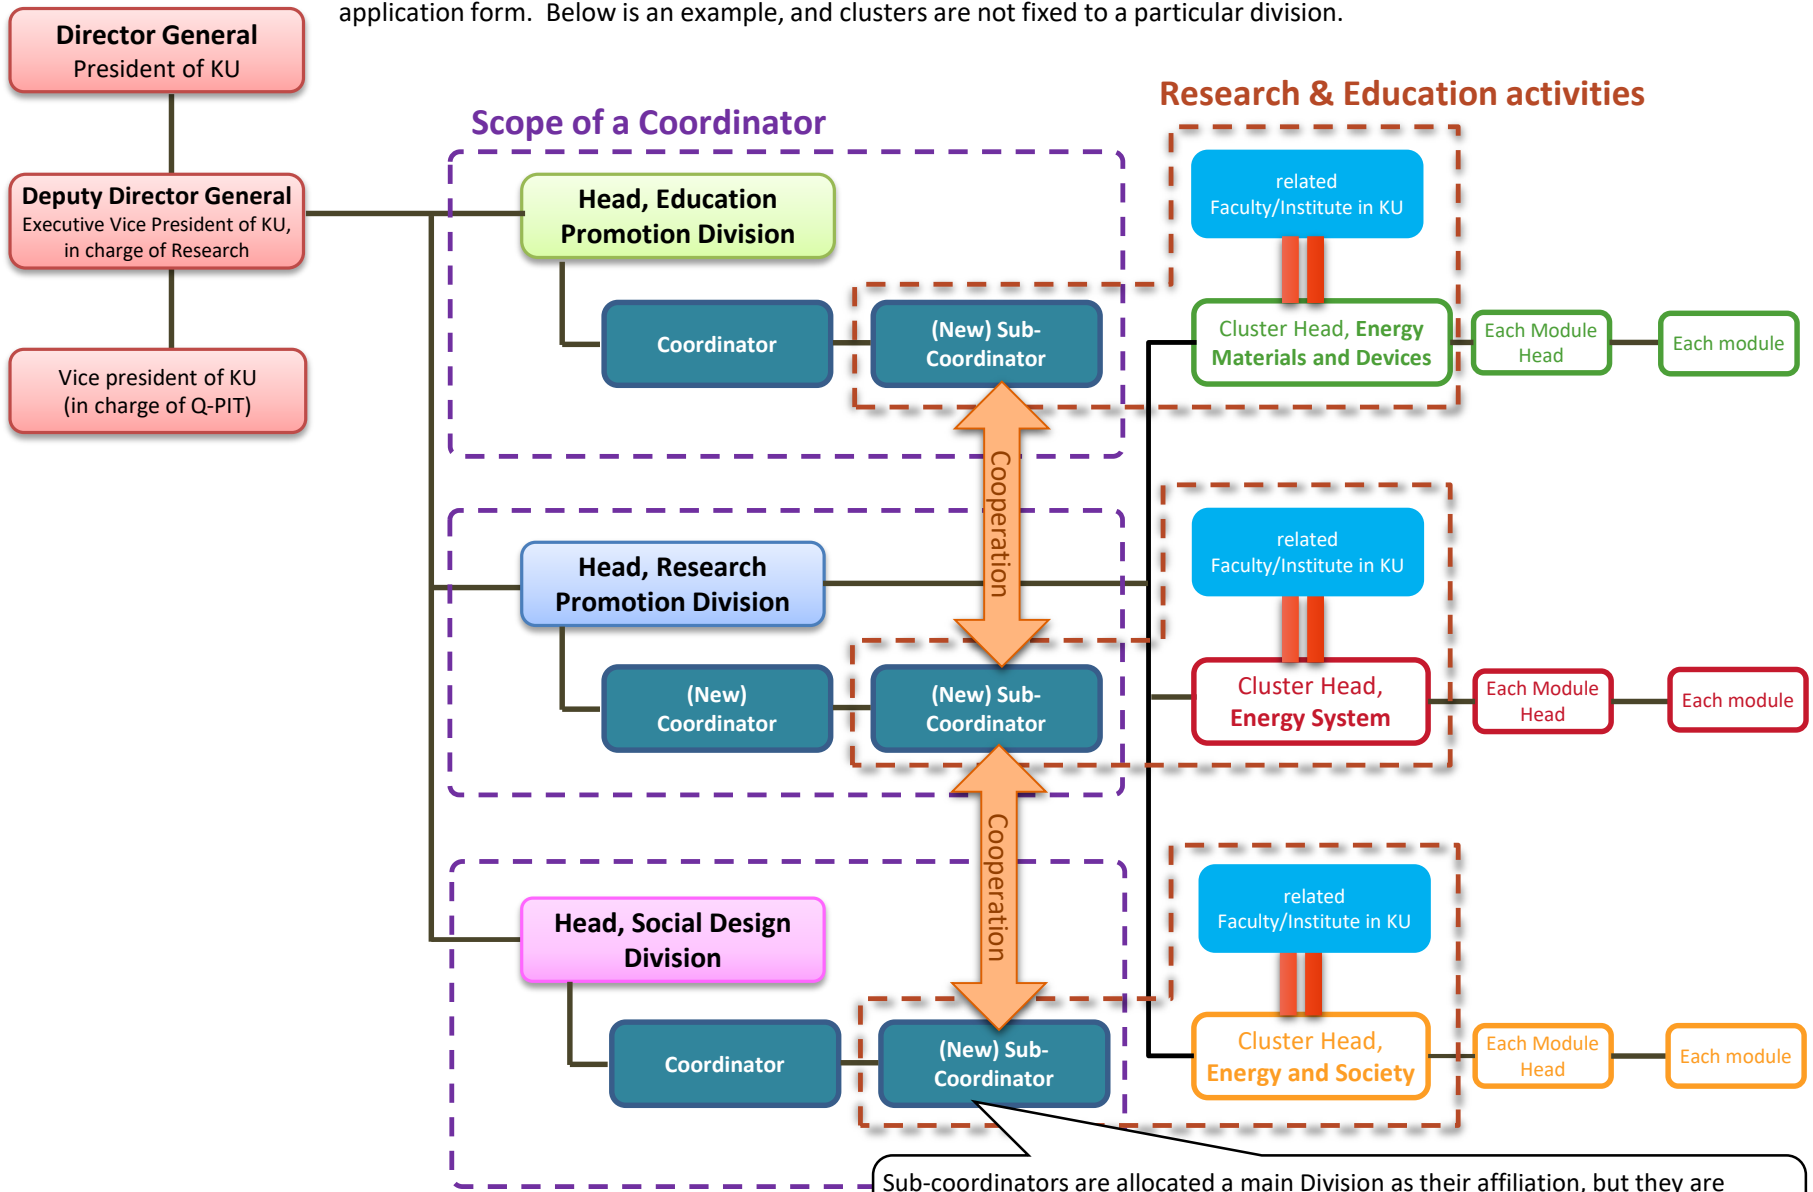 application form.  Below is an example, and clusters are not fixed to a particular division.
Director General
President of KU
Deputy Director General
Executive Vice President of KU,
in charge of Research
Vice president of KU
(in charge of Q-PIT)
Scope of a Coordinator
Research & Education activities
Head, Education
Promotion Division
Coordinator
(New) Sub-
Coordinator
related
Faculty/Institute in KU
Cluster Head, Energy
Materials and Devices
Each Module
Head
Each module
Cooperation
Head, Research
Promotion Division
(New)
Coordinator
(New) Sub-
Coordinator
related
Faculty/Institute in KU
Cluster Head,
Energy System
Each Module
Head
Each module
Cooperation
Head, Social Design
Division
Coordinator
(New) Sub-
Coordinator
related
Faculty/Institute in KU
Cluster Head,
Energy and Society
Each Module
Head
Each module
Sub-coordinators are allocated a main Division as their affiliation, but they are